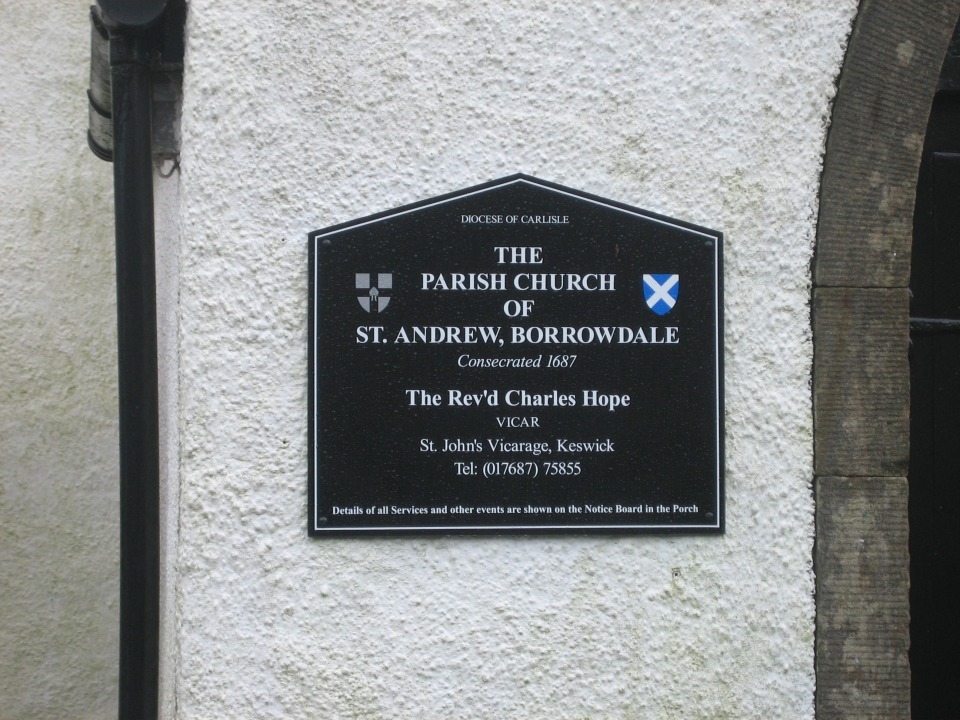 DIOCESE OF CARLISLE
THE
PARISH CHURCH
OF
ST. ANDREW, BORROWDALE
Consecrated 1687
The Rev'd Charles Hope
VICAR
St. John's Vicarage, Keswick
Tel: (017687) 75855
Details of all Services and other events are shown on the Notice Board in the Porch